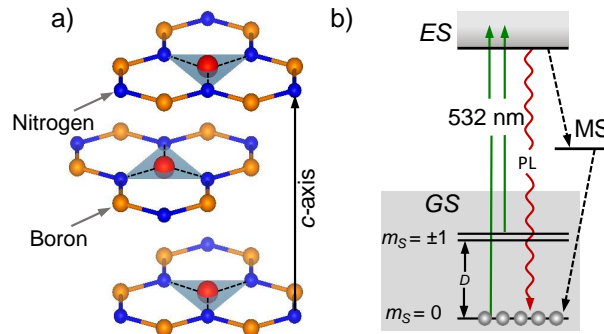 a)
Nitrogen
Boron
c-axis
b)
ES
532 nm
MS
PL
GS
mS = ±1
D
mS = 0